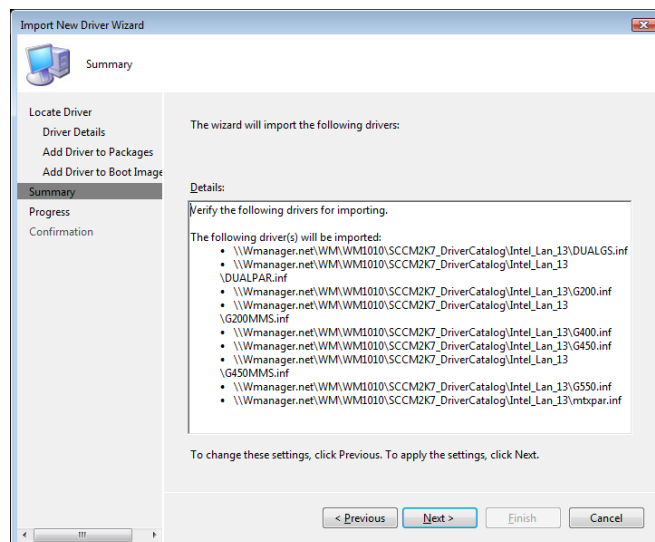 Import New Driver Wizard
Summary
Locate Driver
Driver Details
Add Driver to Packages
Add Driver to Boot Image
Summary
Progress
Confirmation
The wizard will import the following drivers:
Details:
Verify the following drivers for importing.
The following driver(s) will be imported:
• \\Wmanager.net\WM\WM1010\SCCM2K7_DriverCatalog\Intel_Lan_13\DUALGS.inf
• \\Wmanager.net\WM\WM1010\SCCM2K7_DriverCatalog\Intel_Lan_13
\DUALPAR.inf
• \\Wmanager.net\WM\WM1010\SCCM2K7_DriverCatalog\Intel_Lan_13\G200.inf
• \\Wmanager.net\WM\WM1010\SCCM2K7_DriverCatalog\Intel_Lan_13
\G200MMS.inf
• \\Wmanager.net\WM\WM1010\SCCM2K7_DriverCatalog\Intel_Lan_13\G400.inf
• \\Wmanager.net\WM\WM1010\SCCM2K7_DriverCatalog\Intel_Lan_13\G450.inf
• \\Wmanager.net\WM\WM1010\SCCM2K7_DriverCatalog\Intel_Lan_13
\G450MMS.inf
• \\Wmanager.net\WM\WM1010\SCCM2K7_DriverCatalog\Intel_Lan_13\G550.inf
• \\Wmanager.net\WM\WM1010\SCCM2K7_DriverCatalog\Intel_Lan_13\mtxpar.inf
To change these settings, click Previous. To apply the settings, click Next.
< Previous Next > Finish Cancel